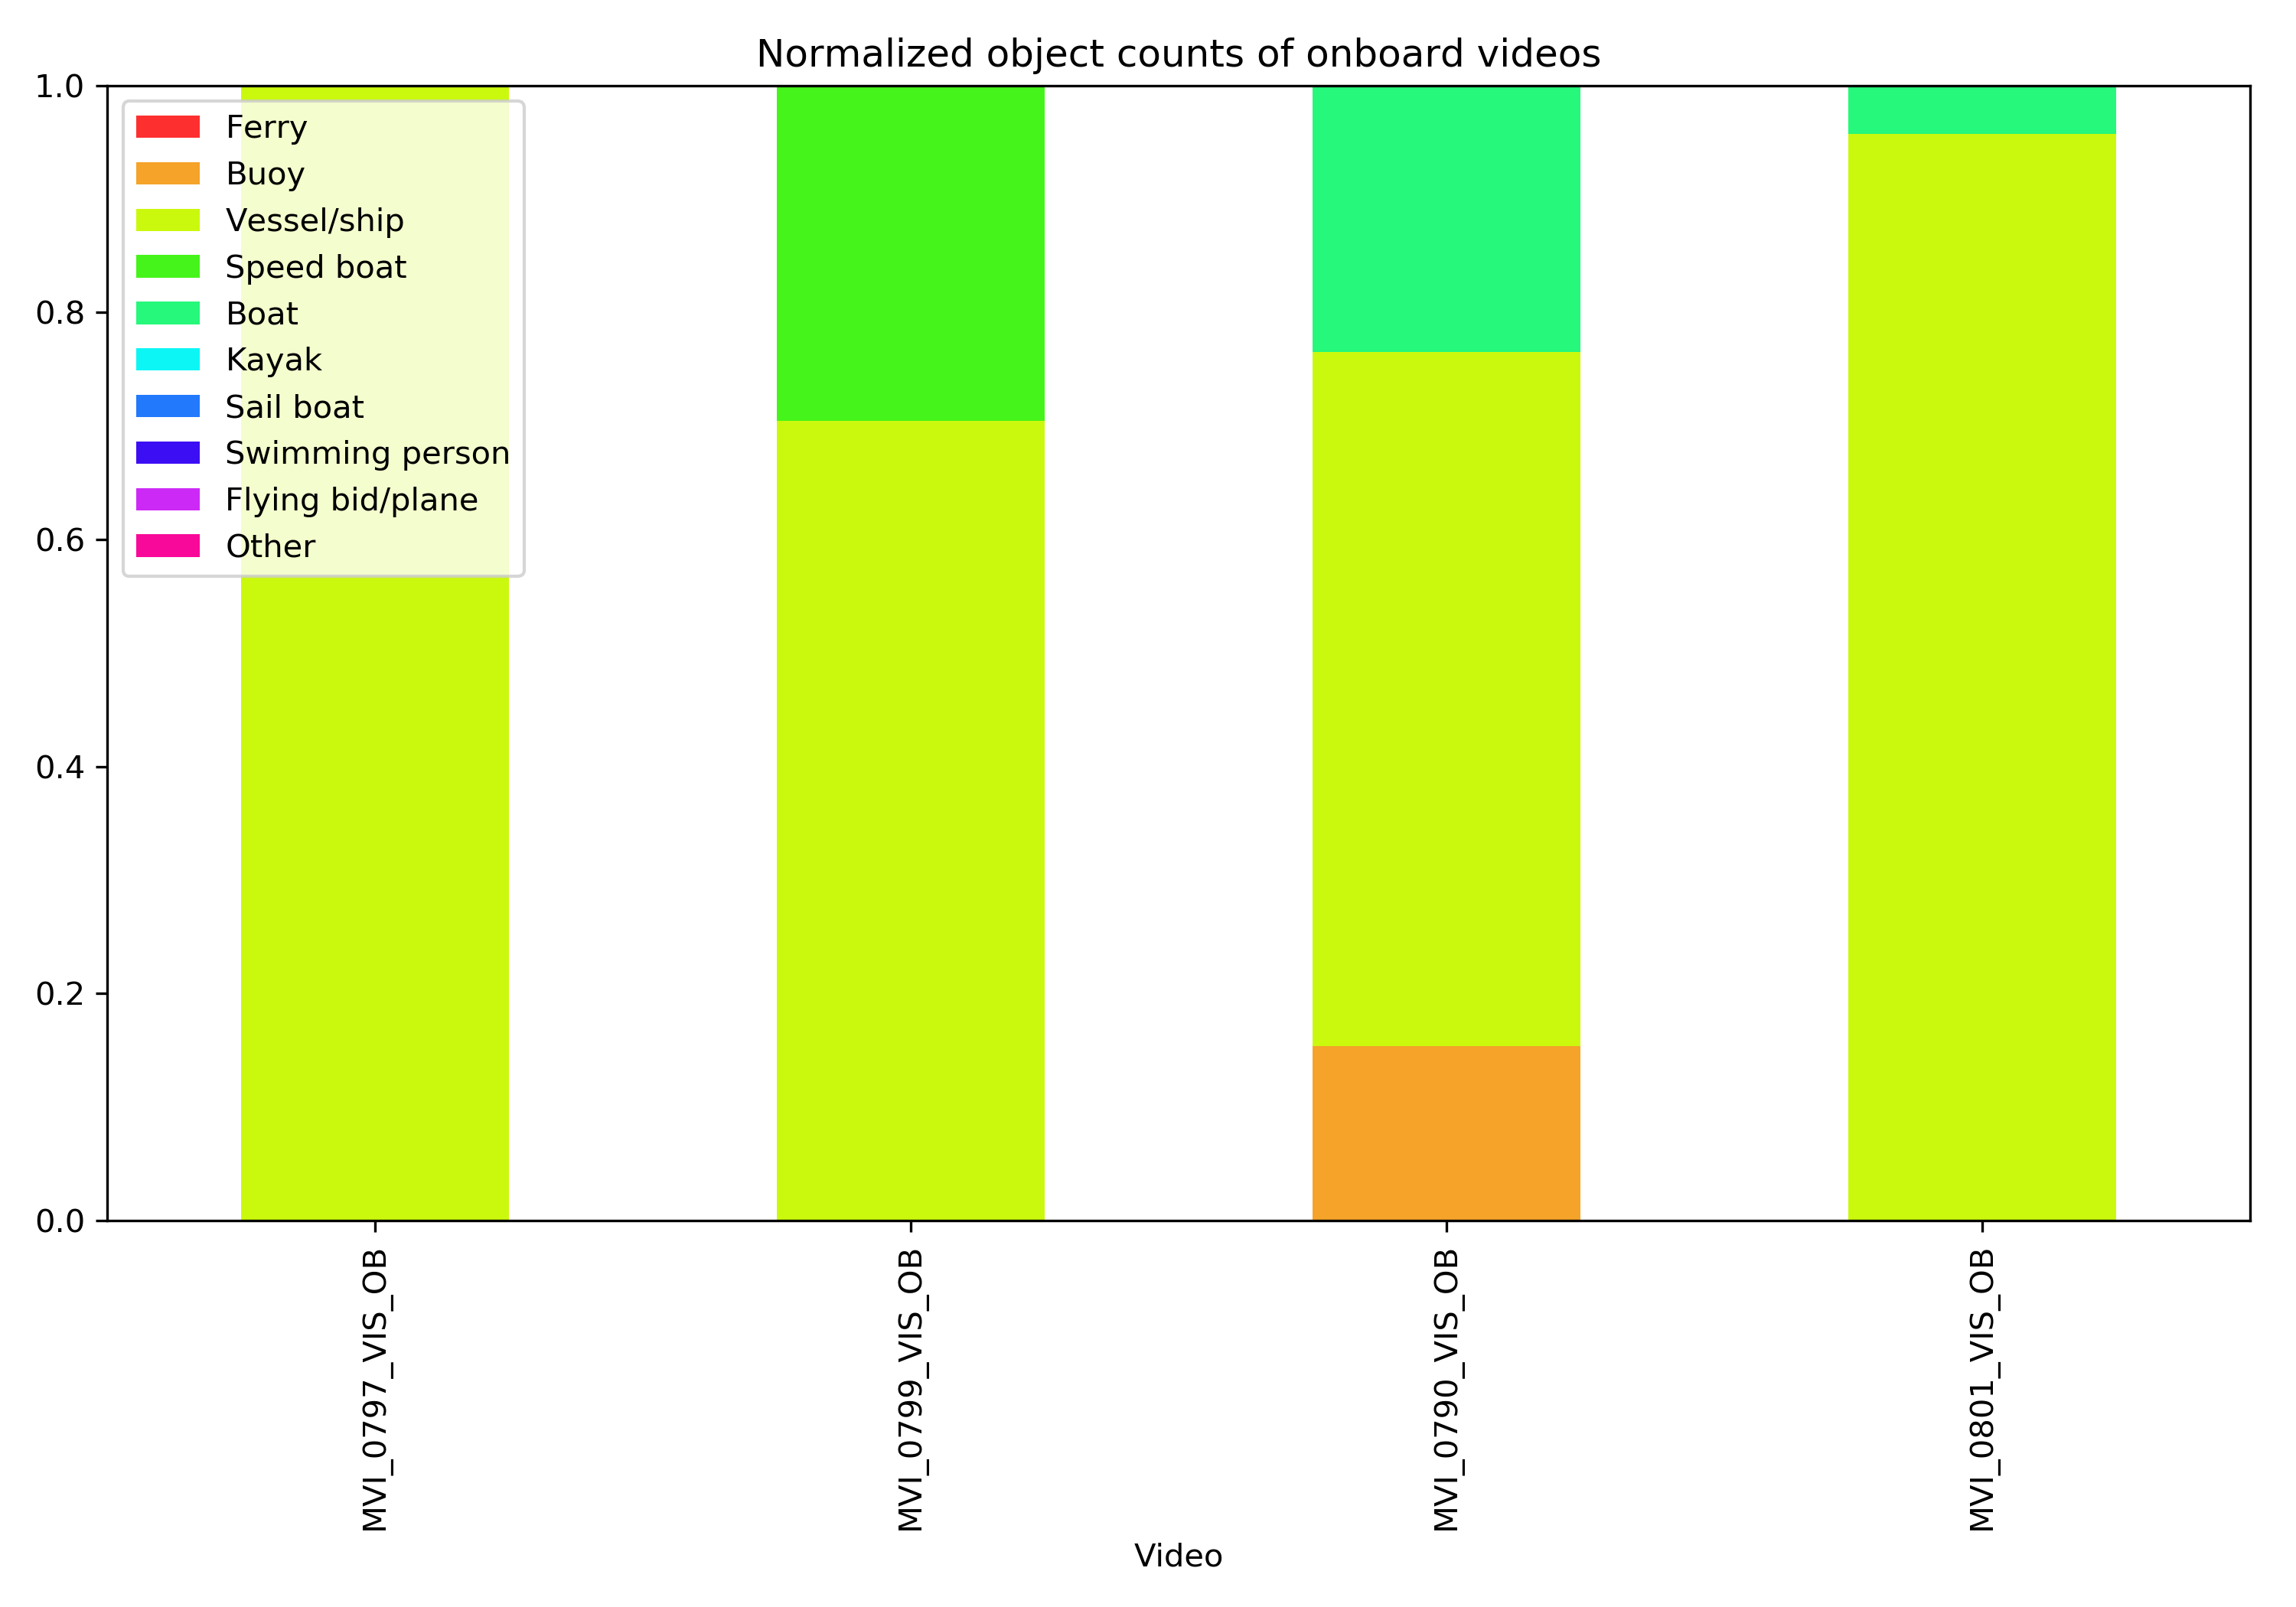 Normalized object counts of onboard videos
1.0
0.8
0.6
0.4
0.2
0.0
Ferry
Buoy
Vessel/ship
Speed boat
Boat
Kayak
Sail boat
Swimming person
Flying bid/plane
Other
MVI_0797_VIS_OB
MVI_0799_VIS_OB
MVI_0790_VIS_OB
MVI_0801_VIS_OB
Video